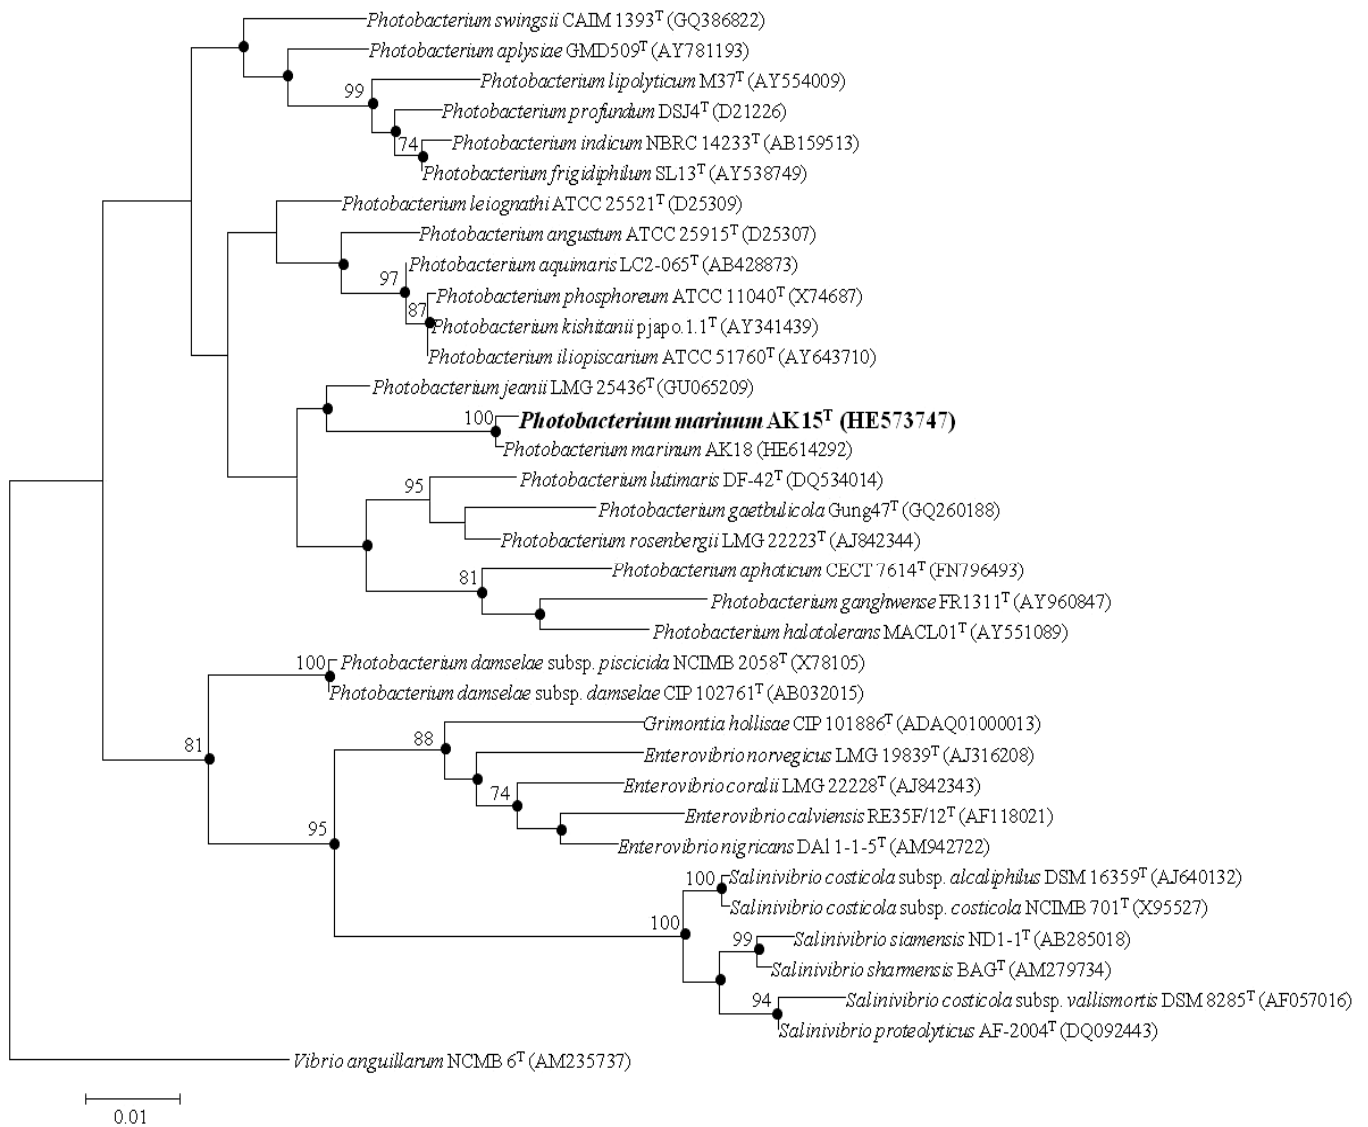 Photobacterium swingsii CAIM 1393T (GQ386822)
Photobacterium aplysiae GMD509T (AY781193)
99
Photobacterium lipolyticum M37T (AY554009)
Photobacterium profundum DSJ4T (D21226)
74
Photobacterium indicum NBRC 14233T (AB159513)
Photobacterium frigidiphilum SL13T (AY538749)
Photobacterium leiognathi ATCC 25521T (D25309)
Photobacterium angustum ATCC 25915T (D25307)
97
Photobacterium aquimaris LC2-065T (AB428873)
87
Photobacterium phosphoreum ATCC 11040T (X74687)
Photobacterium kishitanii pjapo.1.1T (AY341439)
Photobacterium iliopiscarium ATCC 51760T (AY643710)
Photobacterium jeanii LMG 25436T (GU065209)
100
Photobacterium marinum AK15T (HE573747)
Photobacterium marinum AK18 (HE614292)
95
Photobacterium lutimaris DF-42T (DQ534014)
Photobacterium gaetbulicola Gung47T (GQ260188)
Photobacterium rosenbergii LMG 22223T (AJ842344)
81
Photobacterium aphoticum CECT 7614T (FN796493)
Photobacterium ganghwense FR1311T (AY960847)
Photobacterium halotolerans MACL01T (AY551089)
100
Photobacterium damselae subsp. piscicida NCIMB 2058T (X78105)
Photobacterium damselae subsp. damselae CIP 102761T (AB032015)
81
88
Grimontia hollisae CIP 101886T (ADAQ01000013)
Enterovibrio norvegicus LMG 19839T (AJ316208)
74
Enterovibrio coralii LMG 22228T (AJ842343)
Enterovibrio calviensis RE35F/12T (AF118021)
95
Enterovibrio nigricans DAl 1-1-5T (AM942722)
100
Salinivibrio costicola subsp. alcaliphilus DSM 16359T (AJ640132)
Salinivibrio costicola subsp. costicola NCIMB 701T (X95527)
100
99
Salinivibrio siamensis ND1-1T (AB285018)
Salinivibrio sharmensis BAGT (AM279734)
94
Salinivibrio costicola subsp. vallismortis DSM 8285T (AF057016)
Salinivibrio proteolyticus AF-2004T (DQ092443)
Vibrio anguillarum NCMB 6T (AM235737)
0.01